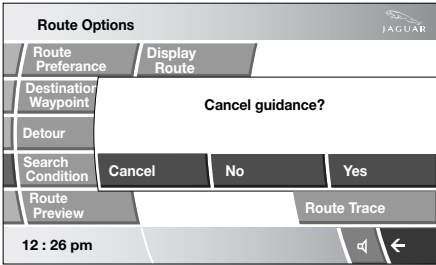 Route Options
JAGUAR
Route
Preferance
Display
Route
Destination
Waypoint
Cancel guidance?
Detour
Search
Condition
Cancel
No
Yes
Route
Preview
Route Trace
12 : 26 pm